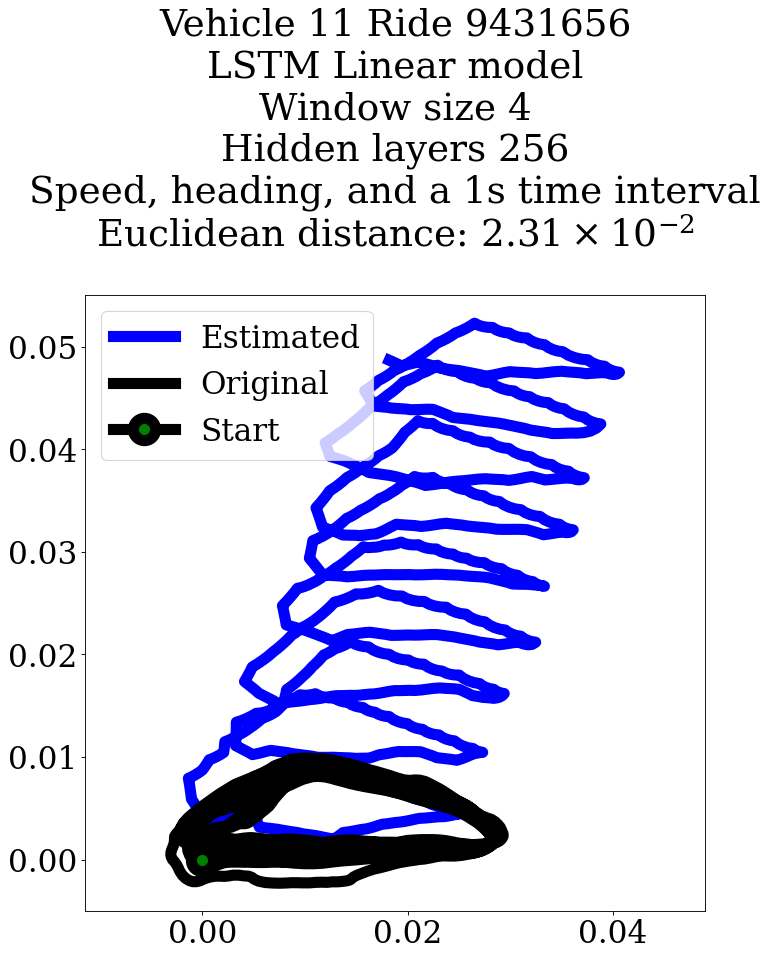 Vehicle 11 Ride 9431656
LSTM Linear model
Window size 4
Hidden layers 256
Speed, heading, and a 1s time interval
Euclidean distance: 2.31 × 10⁻²
Estimated
Original
Start
0.05
0.04
0.03
0.02
0.01
0.00
0.00 0.02 0.04